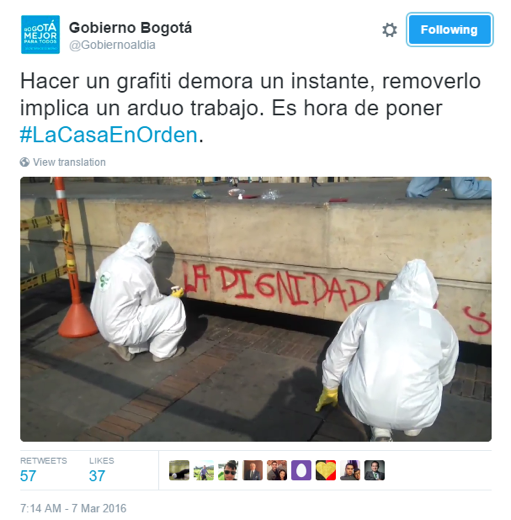 BOGOTÁ
MEJOR
PARA TODOS
Gobierno Bogotá
@Gobiernoaldia
Following
Hacer un grafiti demora un instante, removerlo
implica un arduo trabajo. Es hora de poner
#LaCasaEnOrden.
View translation
LA DIGNIDAD
RETWEETS
LIKES
57
37
7:14 AM - 7 Mar 2016